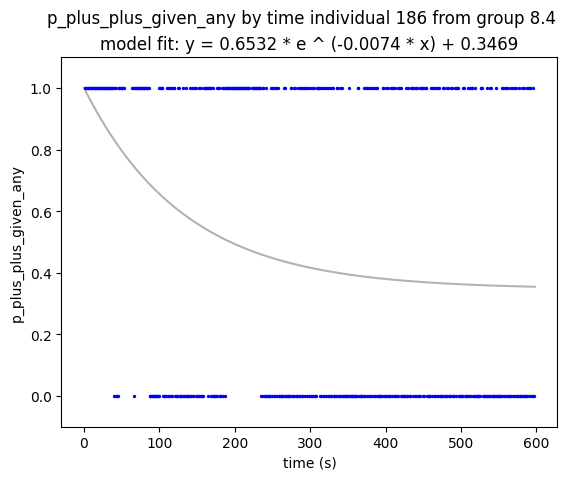 p_plus_plus_given_any by time individual 186 from group 8.4
model fit: y = 0.6532 * e ^ (-0.0074 * x) + 0.3469
1.0
0.8
0.6
0.4
0.2
0.0
p_plus_plus_given_any
0 100 200 300 400 500 600
time (s)